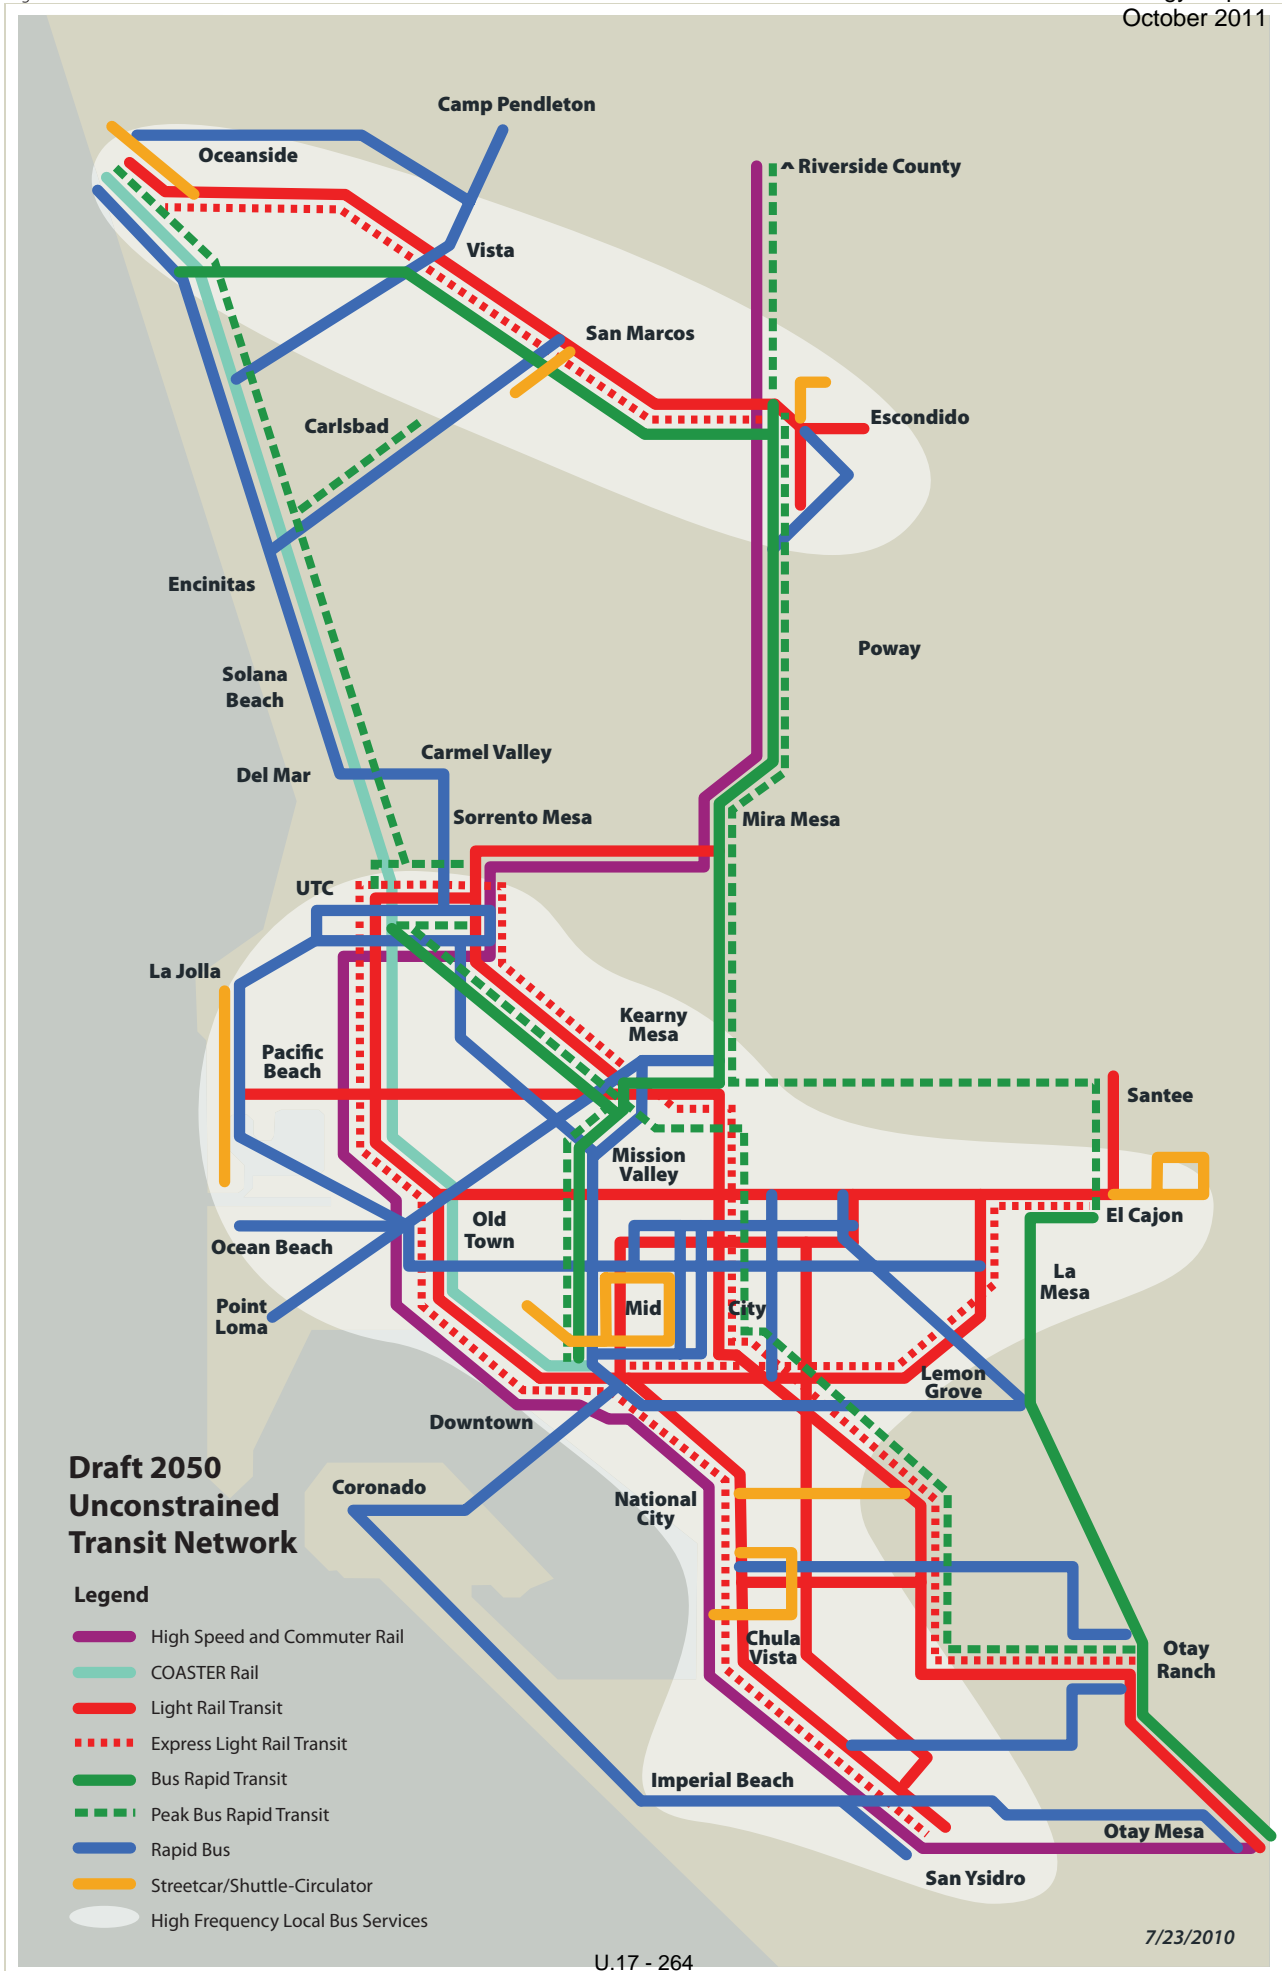 October 2011
Camp Pendleton
Oceanside
^ Riverside County
Vista
San Marcos
Escondido
Carlsbad
Encinitas
Poway
Solana
Beach
Carmel Valley
Del Mar
Sorrento Mesa
Mira Mesa
UTC
La Jolla
Kearny
Mesa
Pacific
Beach
Santee
Mission
Valley
El Cajon
Old
Town
Ocean Beach
La
Mesa
Point
Loma
Mid
City
Lemon
Grove
Downtown
Draft 2050
Unconstrained
Transit Network
Coronado
National
City
Legend
High Speed and Commuter Rail
COASTER Rail
Light Rail Transit
Express Light Rail Transit
Bus Rapid Transit
Peak Bus Rapid Transit
Rapid Bus
Streetcar/Shuttle-Circulator
High Frequency Local Bus Services
Chula
Vista
Otay
Ranch
Imperial Beach
Otay Mesa
San Ysidro
7/23/2010
U.17 - 264